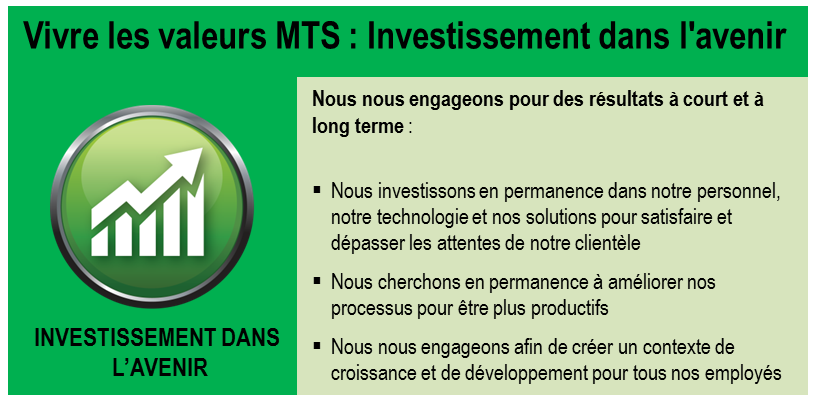 Vivre les valeurs MTS : Investissement dans l'avenir
INVESTISSEMENT DANS
L’AVENIR
Nous nous engageons pour des résultats à court et à
long terme :
▪ Nous investissons en permanence dans notre personnel,
notre technologie et nos solutions pour satisfaire et
dépasser les attentes de notre clientèle
▪ Nous cherchons en permanence à améliorer nos
processus pour être plus productifs
▪ Nous nous engageons afin de créer un contexte de
croissance et de développement pour tous nos employés